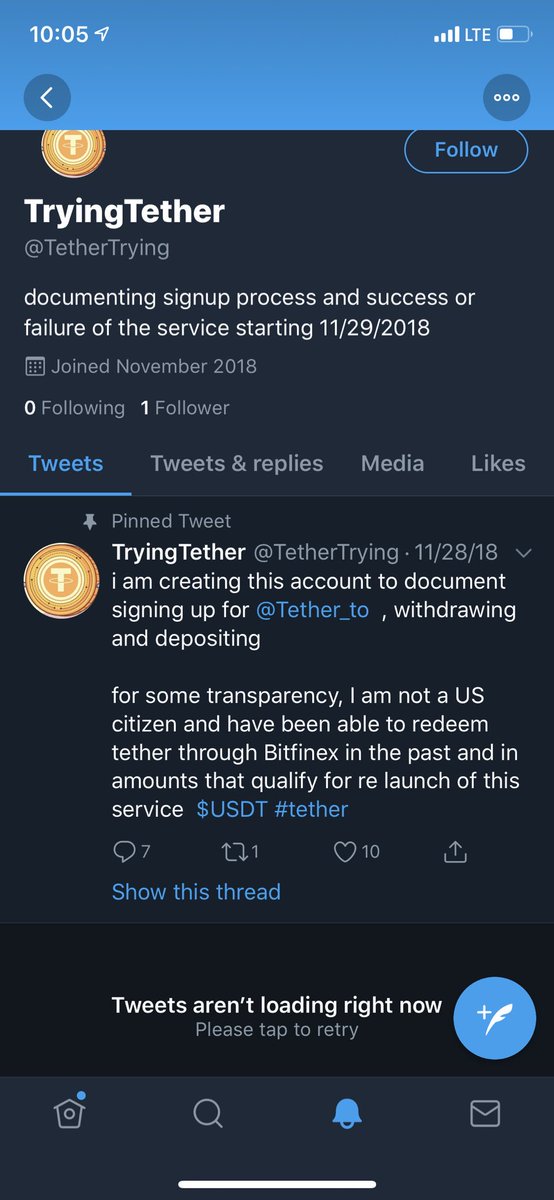 10:05
LTE
Follow
TryingTether
@TetherTrying
documenting signup process and success or
failure of the service starting 11/29/2018
Joined November 2018
0 Following 1 Follower
Tweets Tweets & replies Media Likes
Pinned Tweet
TryingTether @TetherTrying · 11/28/18
i am creating this account to document
signing up for @Tether_to , withdrawing
and depositing
for some transparency, I am not a US
citizen and have been able to redeem
tether through Bitfinex in the past and in
amounts that qualify for re launch of this
service $USDT #tether
7 1 10
Show this thread
Tweets aren’t loading right now
Please tap to retry